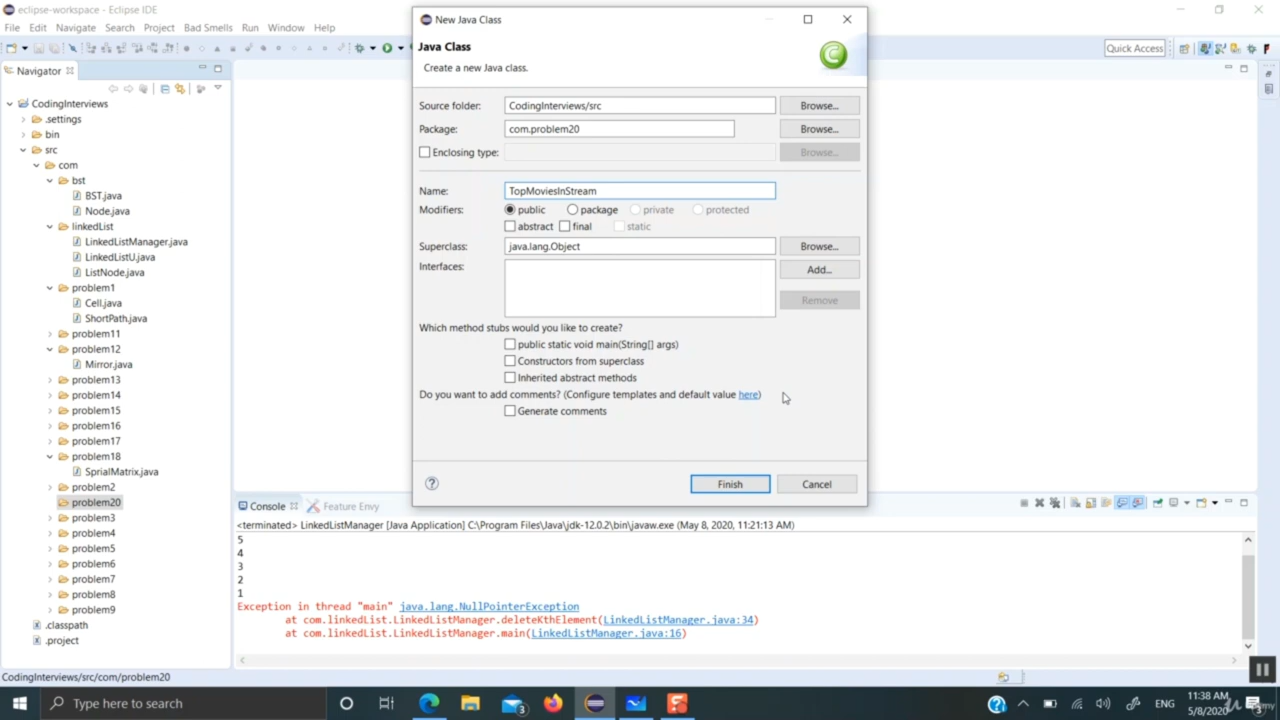 eclipse-workspace - Eclipse IDE
File Edit Navigate Search Project Bad Smells Run Window Help
Quick Access
Navigator
CodingInterviews
.settings
bin
src
com
bst
BST.java
Node.java
linkedList
LinkedListManager.java
LinkedListU.java
ListNode.java
problem1
Cell.java
ShortPath.java
problem11
problem12
Mirror.java
problem13
problem14
problem15
problem16
problem17
problem18
SprialMatrix.java
problem2
problem20
problem3
problem4
problem5
problem6
problem7
problem8
problem9
.classpath
.project
New Java Class
Java Class
Create a new Java class.
Source folder: CodingInterviews/src Browse...
Package: com.problem20 Browse...
Enclosing type: Browse...
Name: TopMoviesInStream
Modifiers: public package private protected
abstract final static
Superclass: java.lang.Object Browse...
Interfaces: Add...
Remove
Which method stubs would you like to create?
public static void main(String[] args)
Constructors from superclass
Inherited abstract methods
Do you want to add comments? (Configure templates and default value here)
Generate comments
Finish Cancel
Console Feature Envy
<terminated> LinkedListManager [Java Application] C:\Program Files\Java\jdk-12.0.2\bin\javaw.exe (May 8, 2020, 11:21:13 AM)
5
4
3
2
1
Exception in thread "main" java.lang.NullPointerException
at com.linkedList.LinkedListManager.deleteKthElement(LinkedListManager.java:34)
at com.linkedList.LinkedListManager.main(LinkedListManager.java:16)
CodingInterviews/src/com/problem20
Type here to search
3
ENG
11:38 AM
5/8/2020
3